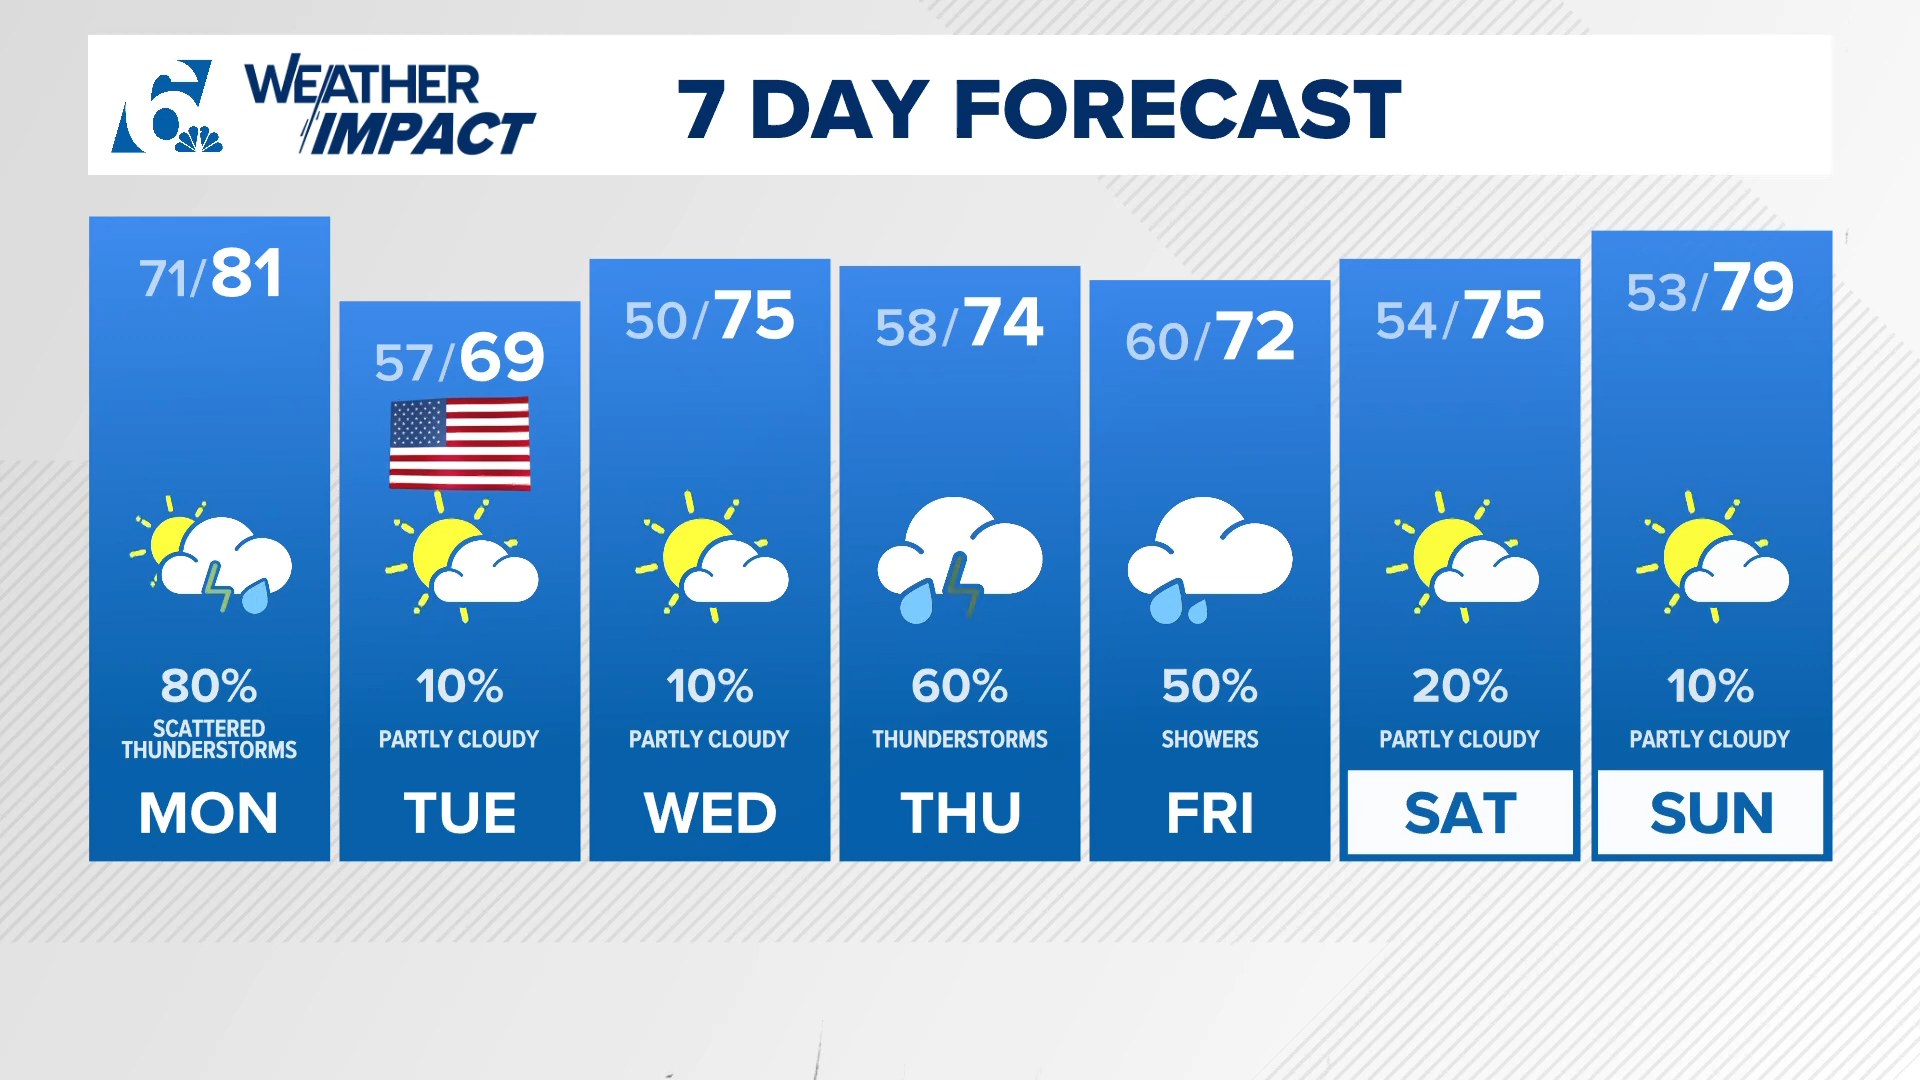 6
WEATHER
IMPACT
7 DAY FORECAST
71/81
80%
SCATTERED
THUNDERSTORMS
MON
57/69
10%
PARTLY CLOUDY
TUE
50/75
10%
PARTLY CLOUDY
WED
58/74
60%
THUNDERSTORMS
THU
60/72
50%
SHOWERS
FRI
54/75
20%
PARTLY CLOUDY
SAT
53/79
10%
PARTLY CLOUDY
SUN